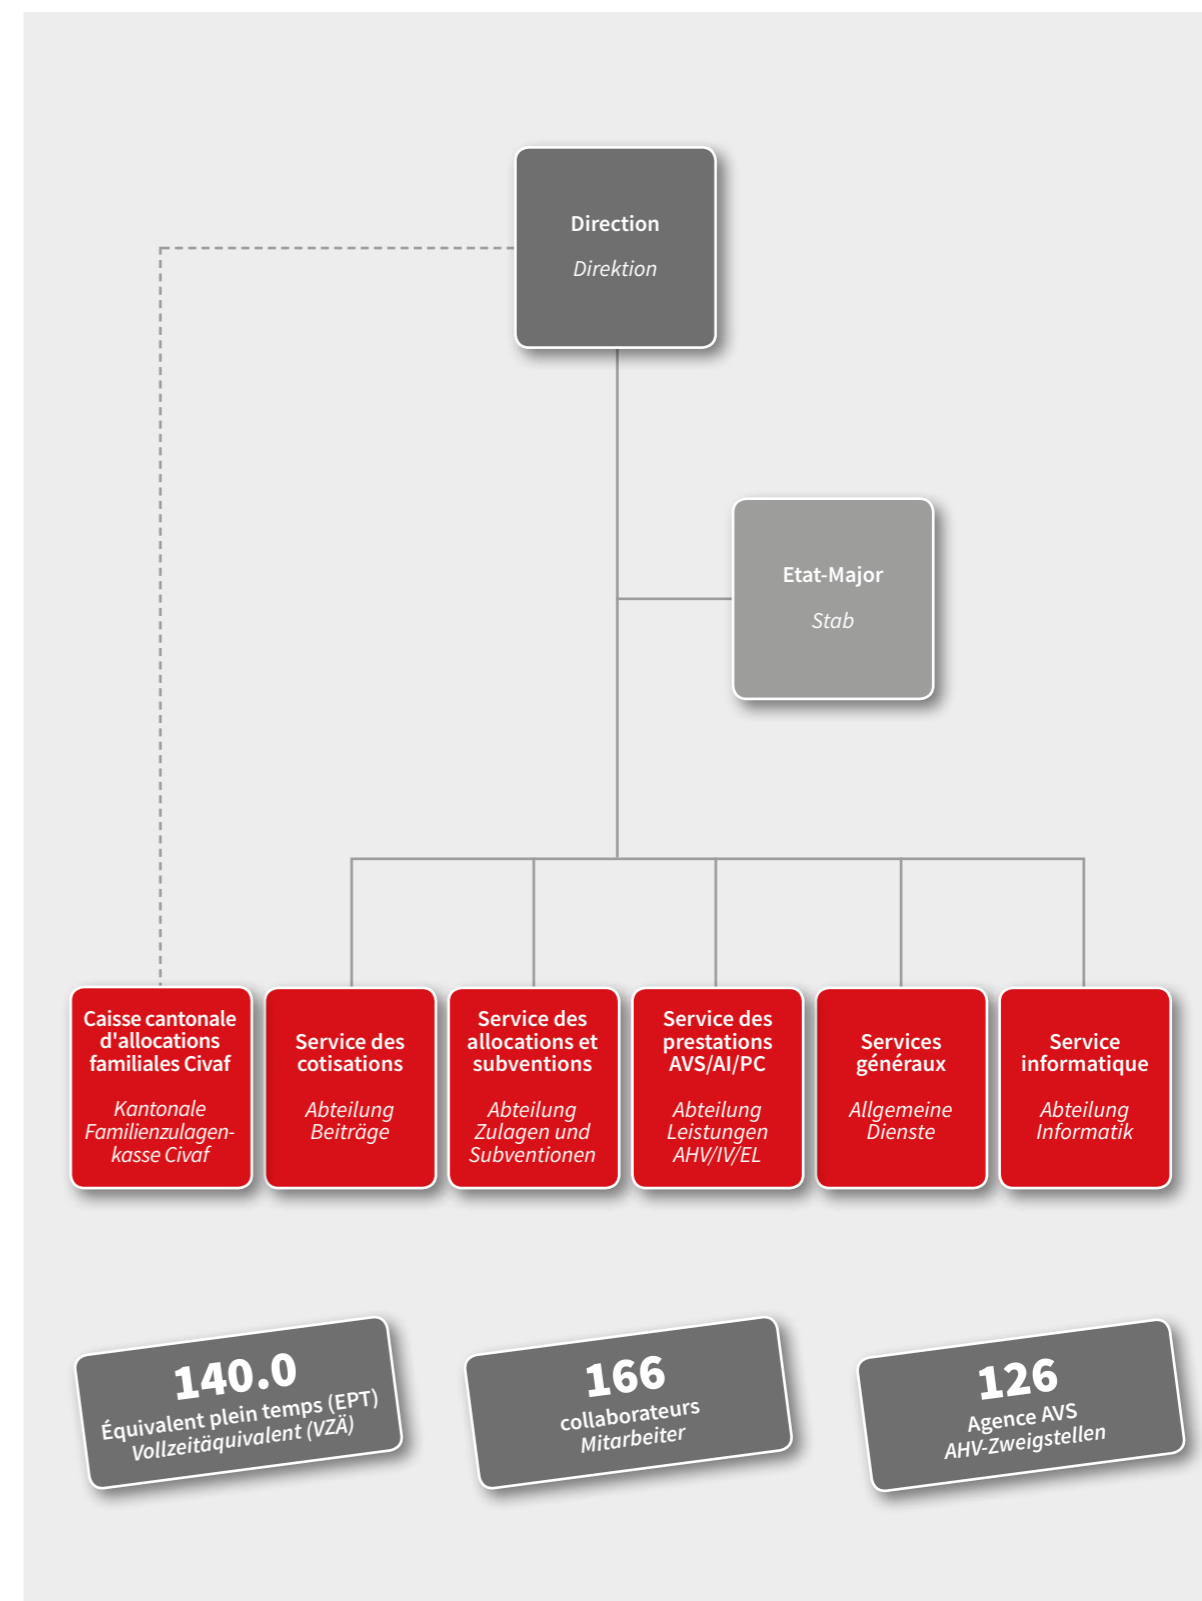 Direction
Direktion
Etat-Major
Stab
Caisse cantonale
d'allocations
familiales Civaf
Kantonale
Familienzulagen-
kasse Civaf
Service des
cotisations
Abteilung
Beiträge
Service des
allocations et
subventions
Abteilung
Zulagen und
Subventionen
Service des
prestations
AVS/AI/PC
Abteilung
Leistungen
AHV/IV/EL
Services
généraux
Allgemeine
Dienste
Service
informatique
Abteilung
Informatik
140.0
Équivalent plein temps (EPT)
Vollzeitäquivalent (VZÄ)
166
collaborateurs
Mitarbeiter
126
Agence AVS
AHV-Zweigstellen